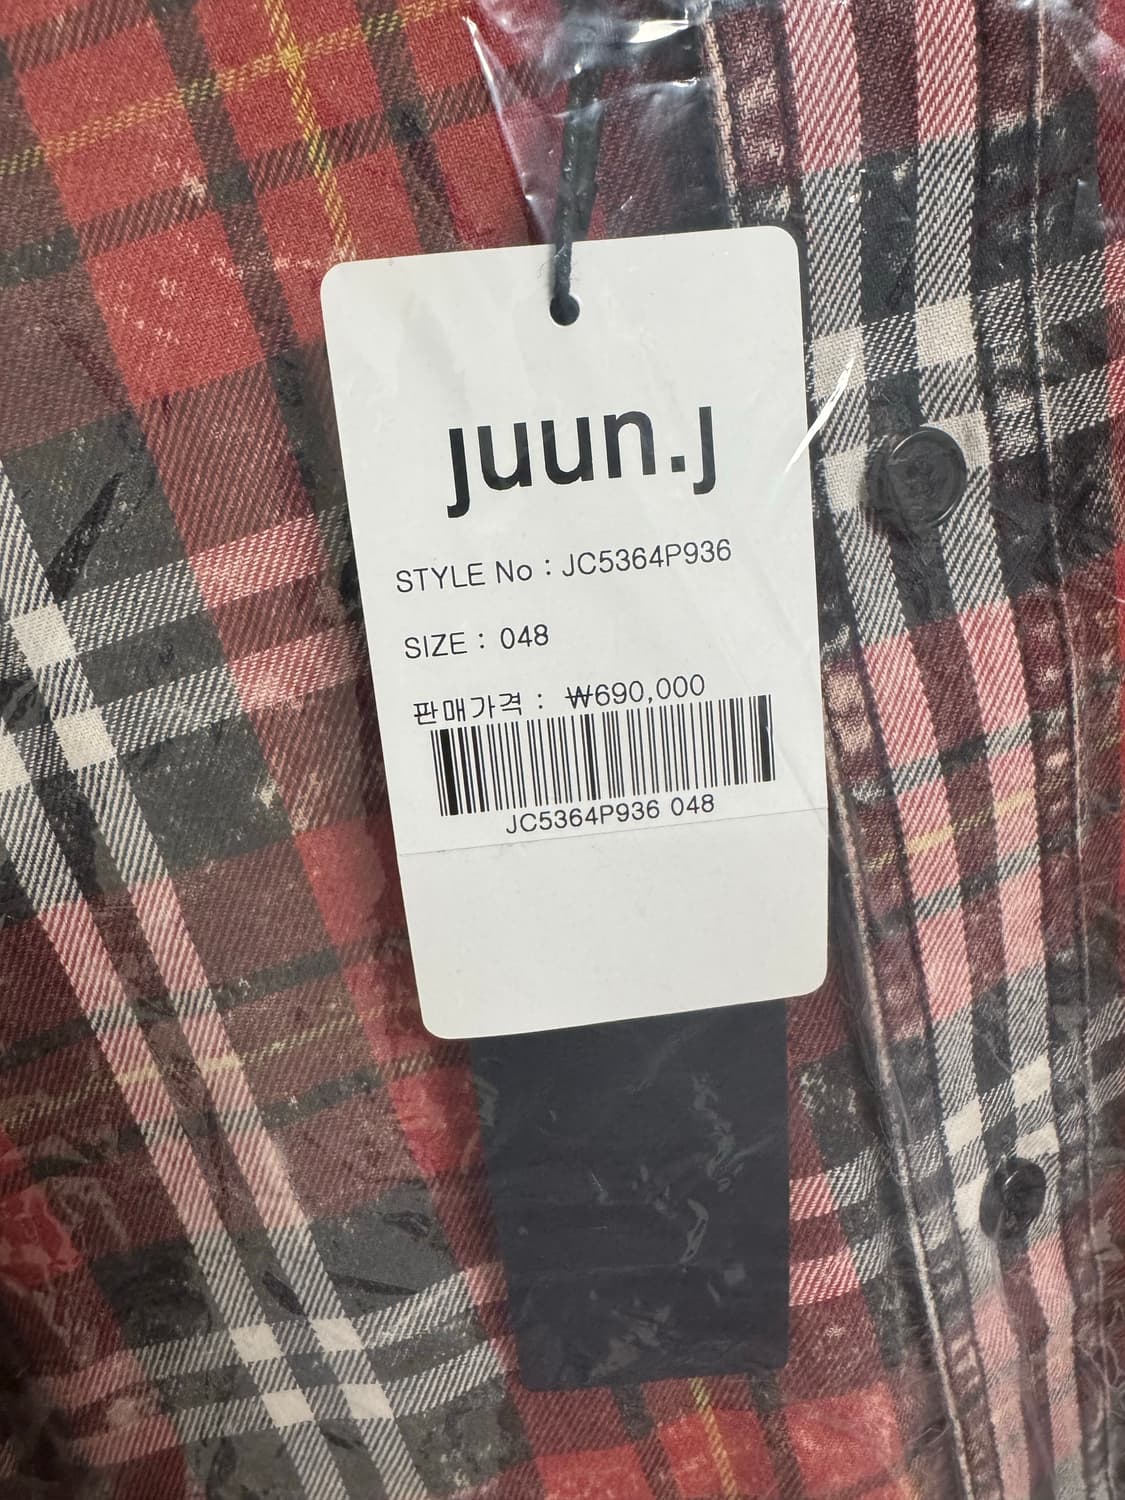 juun.j
STYLE No : JC5364P936
SIZE : 048
판매가격 : ₩690,000
JC5364P936 048